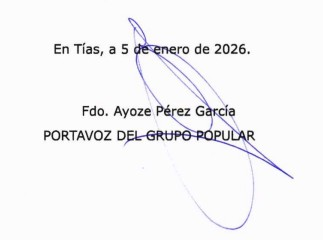 En Tías, a 5 de enero de 2026.
Fdo. Ayoze Pérez García
PORTAVOZ DEL GRUPO POPULAR